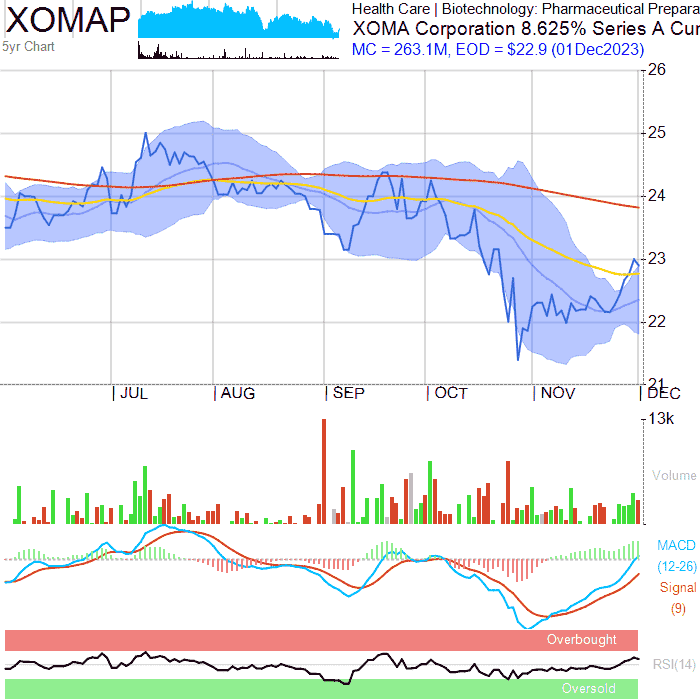 XOMAP
Health Care | Biotechnology: Pharmaceutical Prepara
XOMA Corporation 8.625% Series A Cur
5yr Chart
MC = 263.1M, EOD = $22.9 (01Dec2023)
26
25
24
23
22
21
JUL AUG SEP OCT NOV DEC
13k
Volume
MACD
(12-26)
Signal
(9)
Overbought
RSI(14)
Oversold